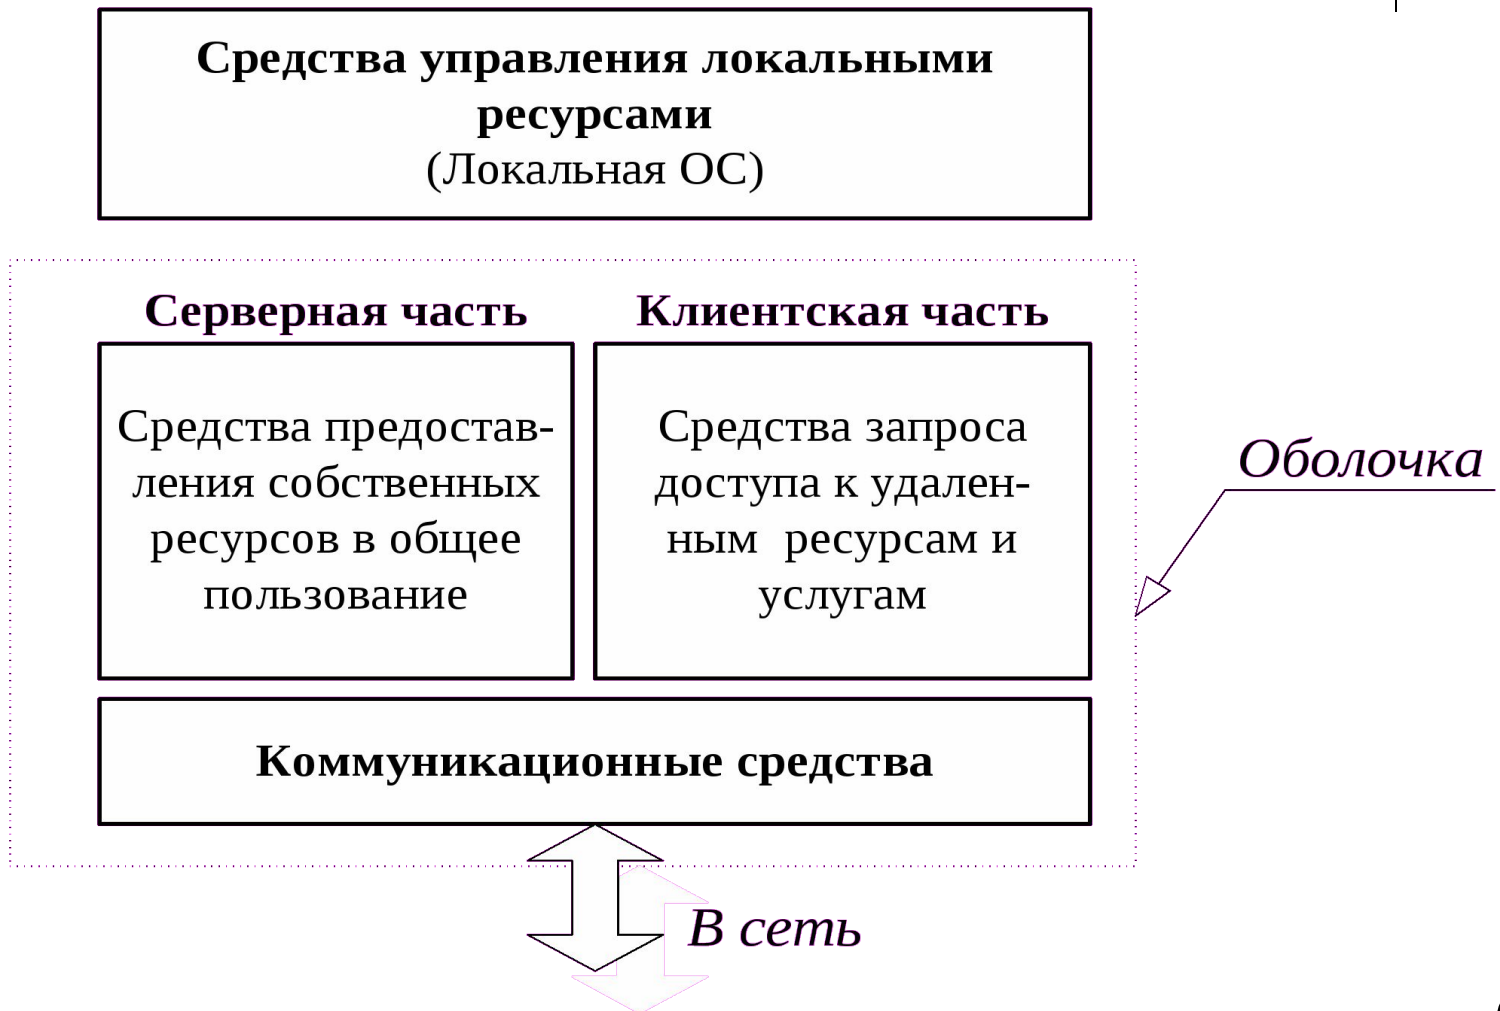 Средства управления локальными
ресурсами
(Локальная ОС)
Серверная часть
Средства предостав-
ления собственных
ресурсов в общее
пользование
Клиентская часть
Средства запроса
доступа к удален-
ным  ресурсам и
услугам
Оболочка
Коммуникационные средства
В сеть